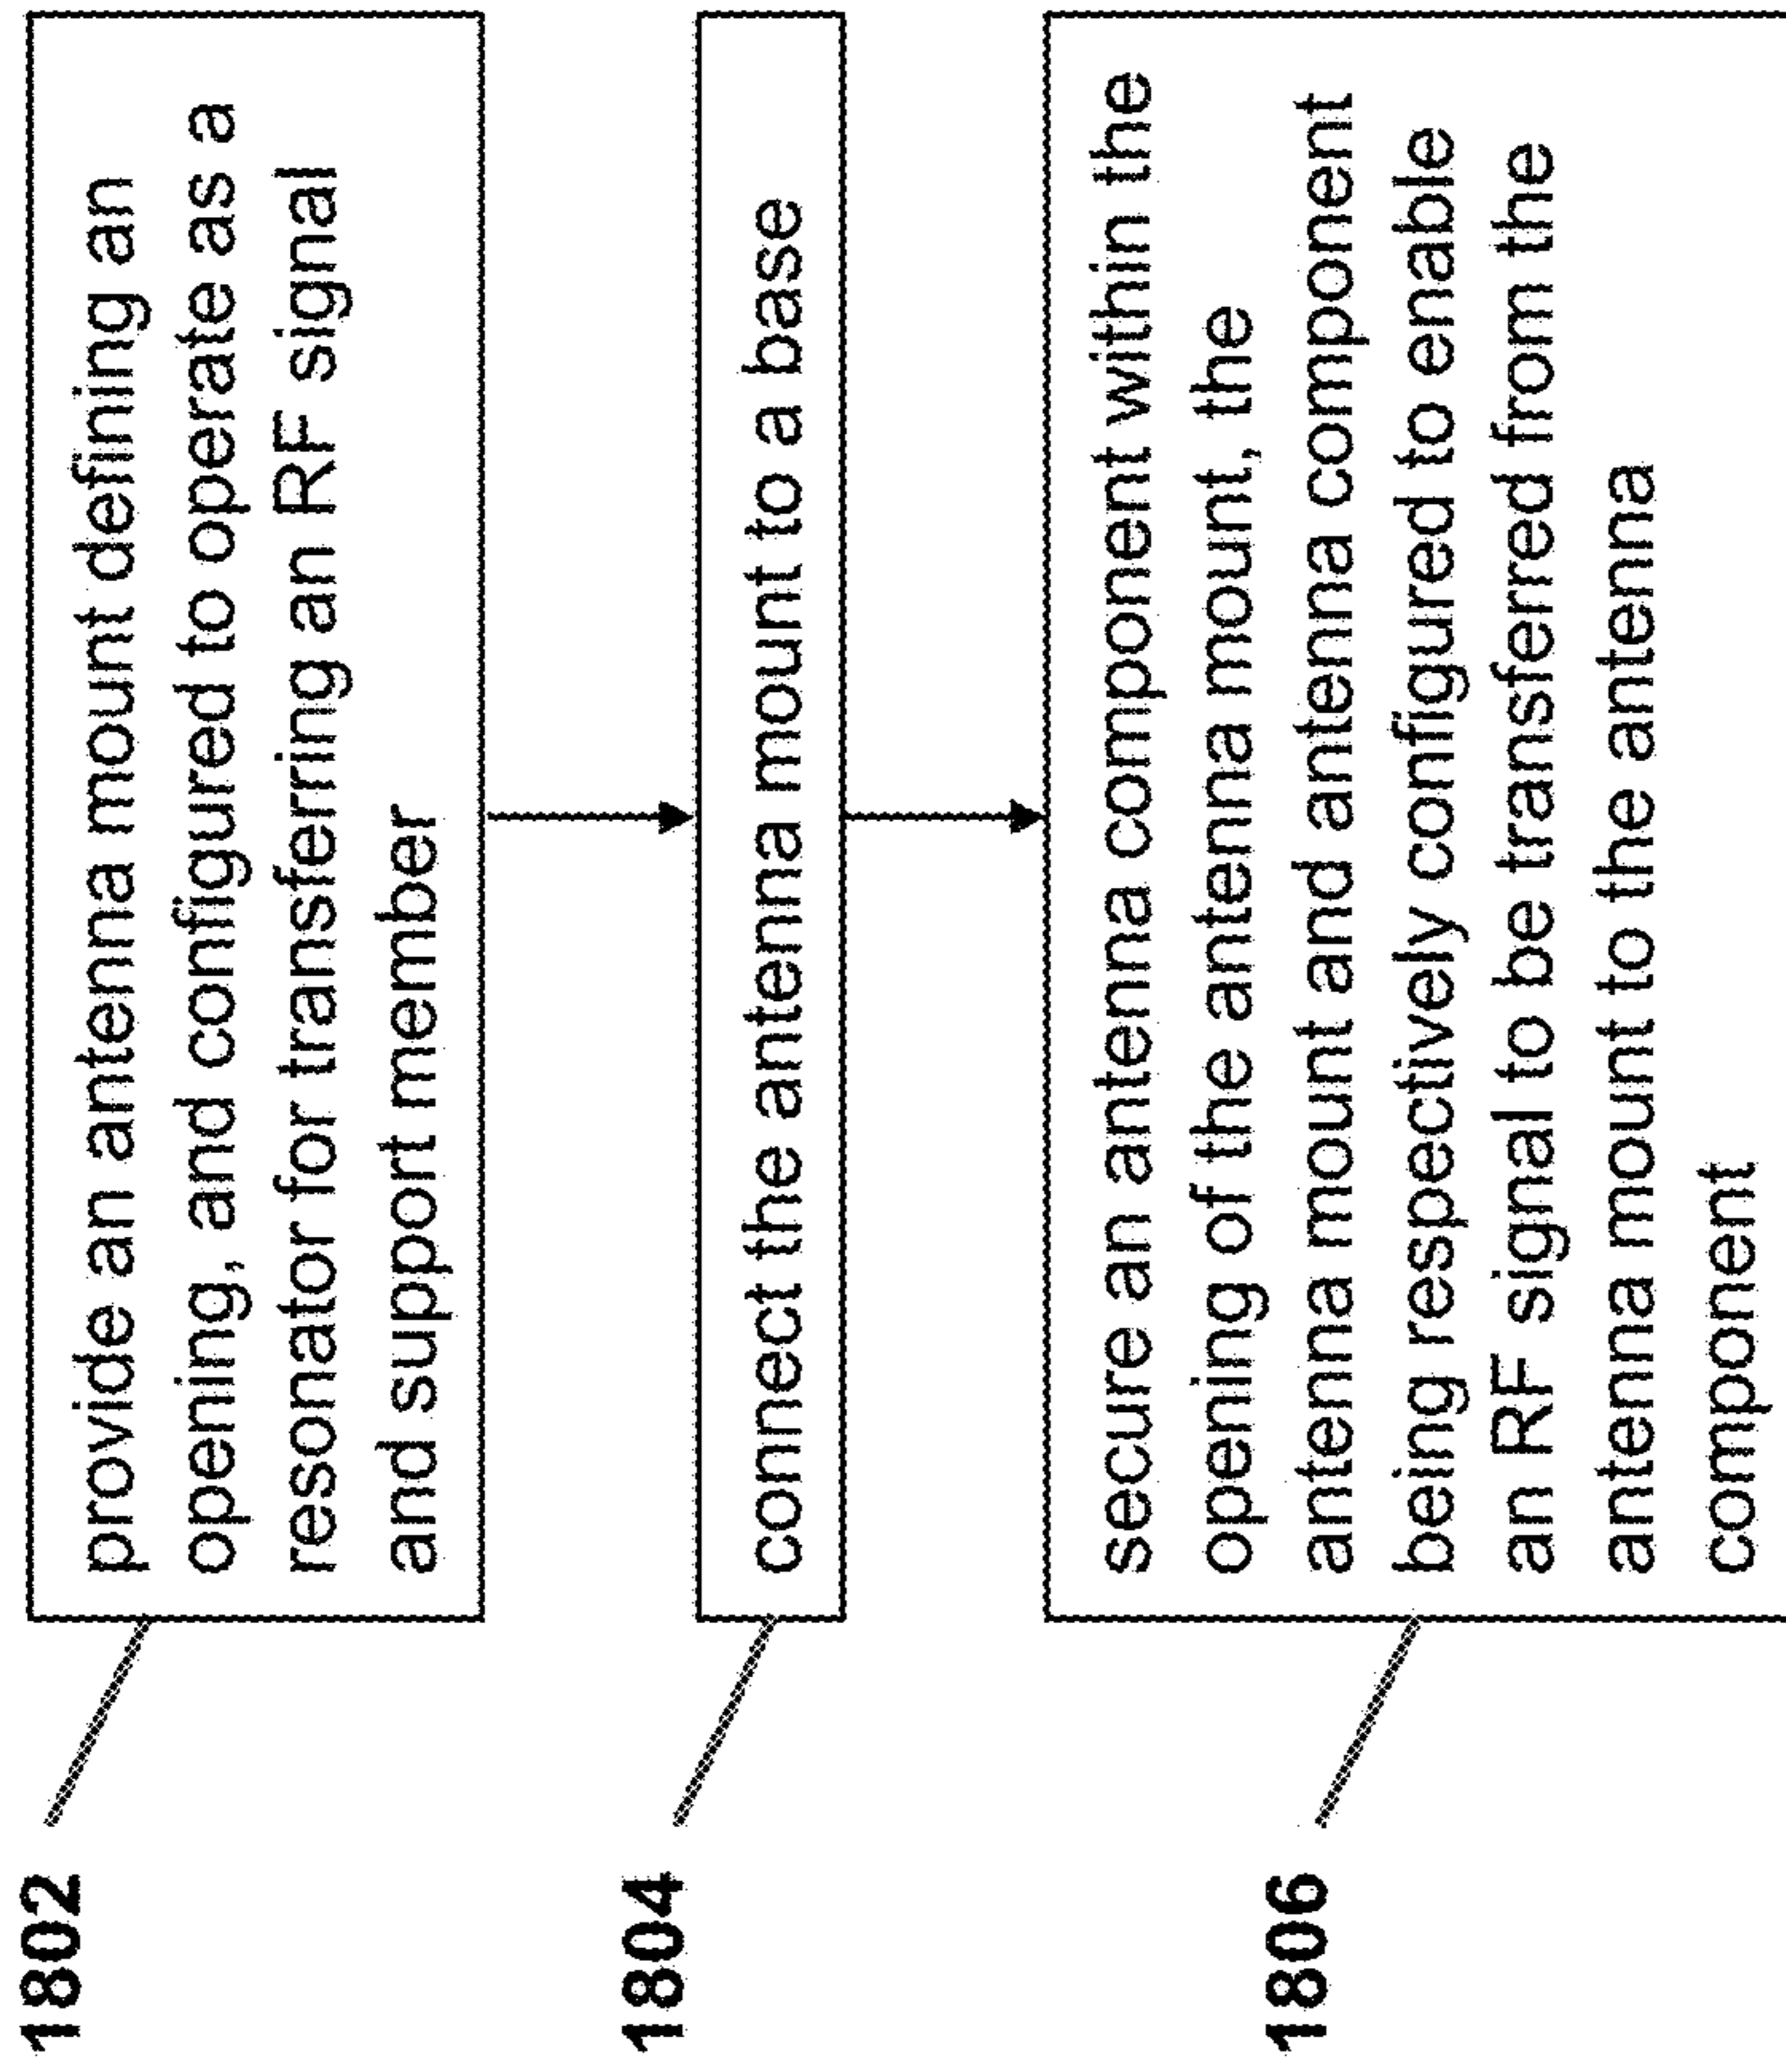 1802
provide an antenna mount defining an
opening, and configured to operate as a
resonator for transferring an RF signal
and support member
1804
connect the antenna mount to a base
1806
secure an antenna component within the
opening of the antenna mount, the
antenna mount and antenna component
being respectively configured to enable
an RF signal to be transferred from the
antenna mount to the antenna
component